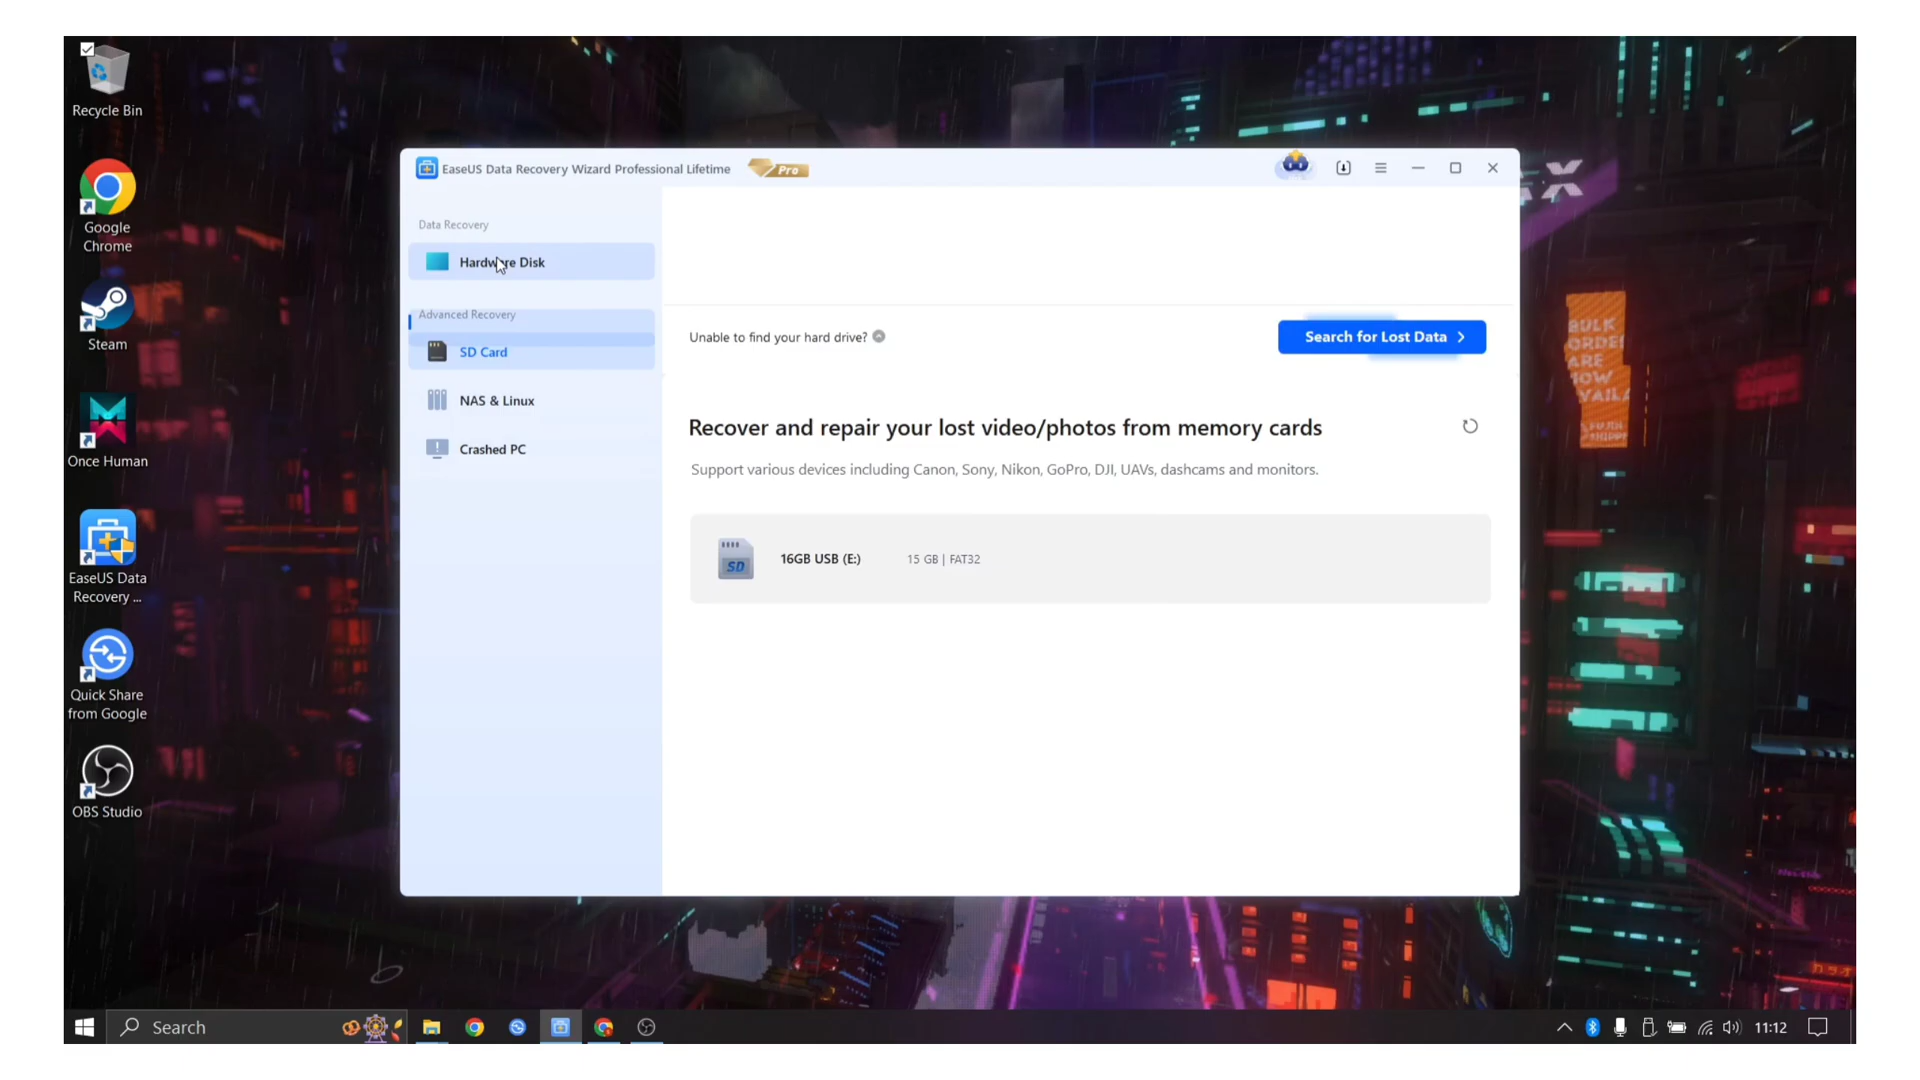 Recycle Bin
Google
Chrome
Steam
Once Human
EaseUS Data
Recovery ...
Quick Share
from Google
OBS Studio
EaseUS Data Recovery Wizard Professional Lifetime
Pro
Data Recovery
Hardware Disk
Advanced Recovery
SD Card
NAS & Linux
Crashed PC
Unable to find your hard drive?
Search for Lost Data
Recover and repair your lost video/photos from memory cards
Support various devices including Canon, Sony, Nikon, GoPro, DJI, UAVs, dashcams and monitors.
SD
16GB USB (E:)
15 GB | FAT32
BULK
ORDERS
ARE
NOW
Search
11:12